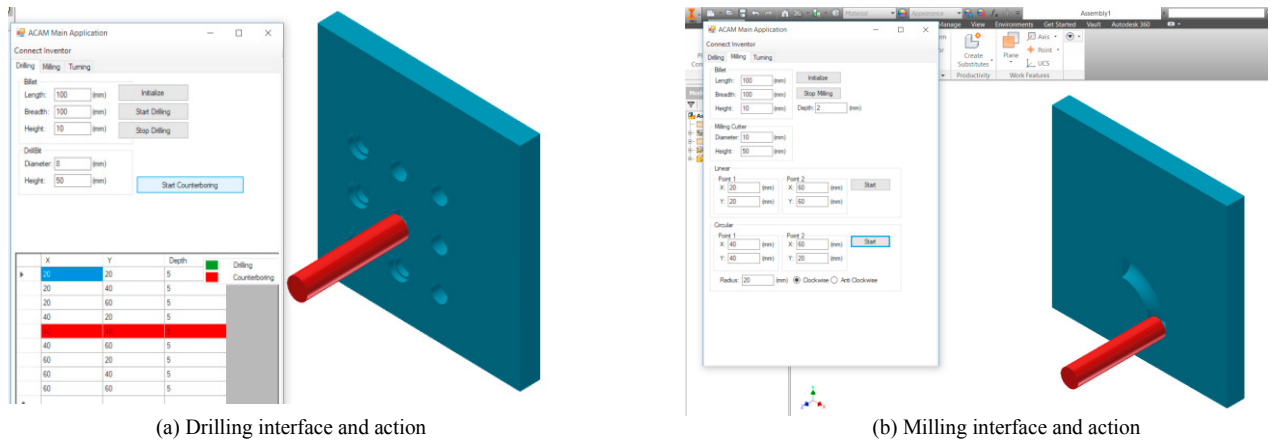 ACAM Main Application
Connect Inventor
Drilling Milling Turning
Billet
Length: 100 (mm) Initialize
Breadth: 100 (mm) Start Drilling
Height: 10 (mm) Stop Drilling
DrillBit
Diameter: 8 (mm)
Height: 50 (mm) Start Counterboring
X Y Depth
Drilling
Counterboring
20 20 5
20 40 5
20 60 5
40 20 5
40 60 5
60 20 5
60 40 5
60 60 5
(a) Drilling interface and action
Material Appearance Assembly1
Manage View Environments Get Started Vault Autodesk 360
Create
Substitutes
Productivity
Plane
Axis
Point
UCS
Work Features
ACAM Main Application
Connect Inventor
Drilling Milling Turning
Billet
Length: 100 (mm) Initialize
Breadth: 100 (mm) Stop Milling
Height: 10 (mm) Depth: 2 (mm)
Milling Cutter
Diameter: 10 (mm)
Height: 50 (mm)
Linear
Point 1 Point 2
X: 20 (mm) X: 60 (mm) Start
Y: 20 (mm) Y: 60 (mm)
Circular
Point 1 Point 2
X: 40 (mm) X: 60 (mm) Start
Y: 40 (mm) Y: 20 (mm)
Radius: 20 (mm) Clockwise Anti Clockwise
(b) Milling interface and action